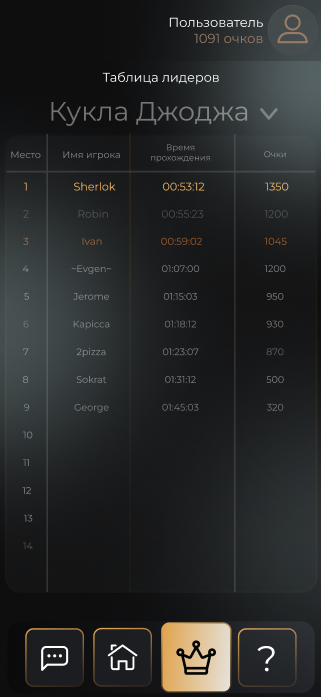 Пользователь
1091 очков
Таблица лидеров
Кукла Джоджа
Место Имя игрока Время прохождения Очки
1 Sherlok 00:53:12 1350
2 Robin 00:55:23 1200
3 Ivan 00:59:02 1045
4 ~Evgen~ 01:07:00 1200
5 Jerome 01:15:03 950
6 Kapicca 01:18:12 930
7 2pizza 01:23:07 870
8 Sokrat 01:31:12 500
9 George 01:45:03 320
10
11
12
13
14
?